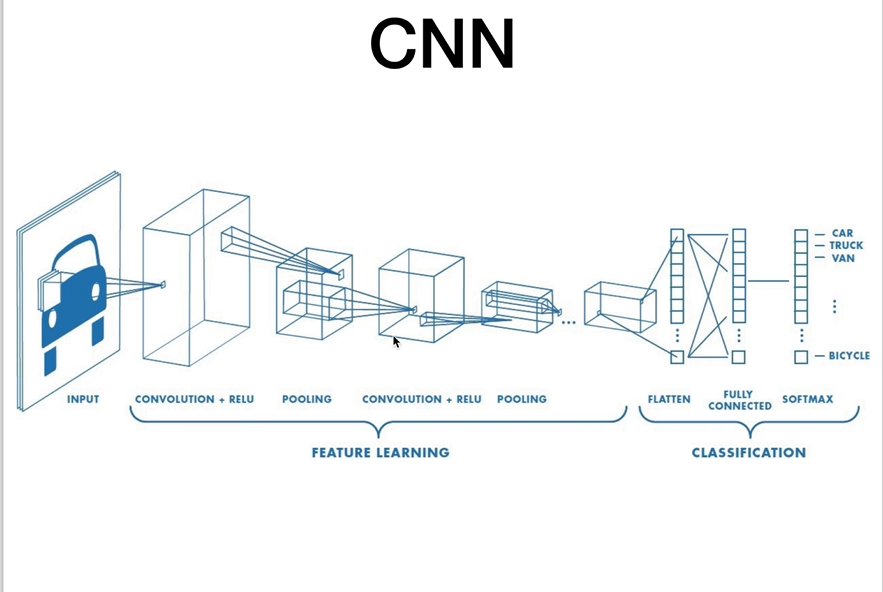 CNN
CAR
TRUCK
VAN
BICYCLE
INPUT
CONVOLUTION + RELU
POOLING
CONVOLUTION + RELU
POOLING
FLATTEN
FULLY
CONNECTED
SOFTMAX
FEATURE LEARNING
CLASSIFICATION